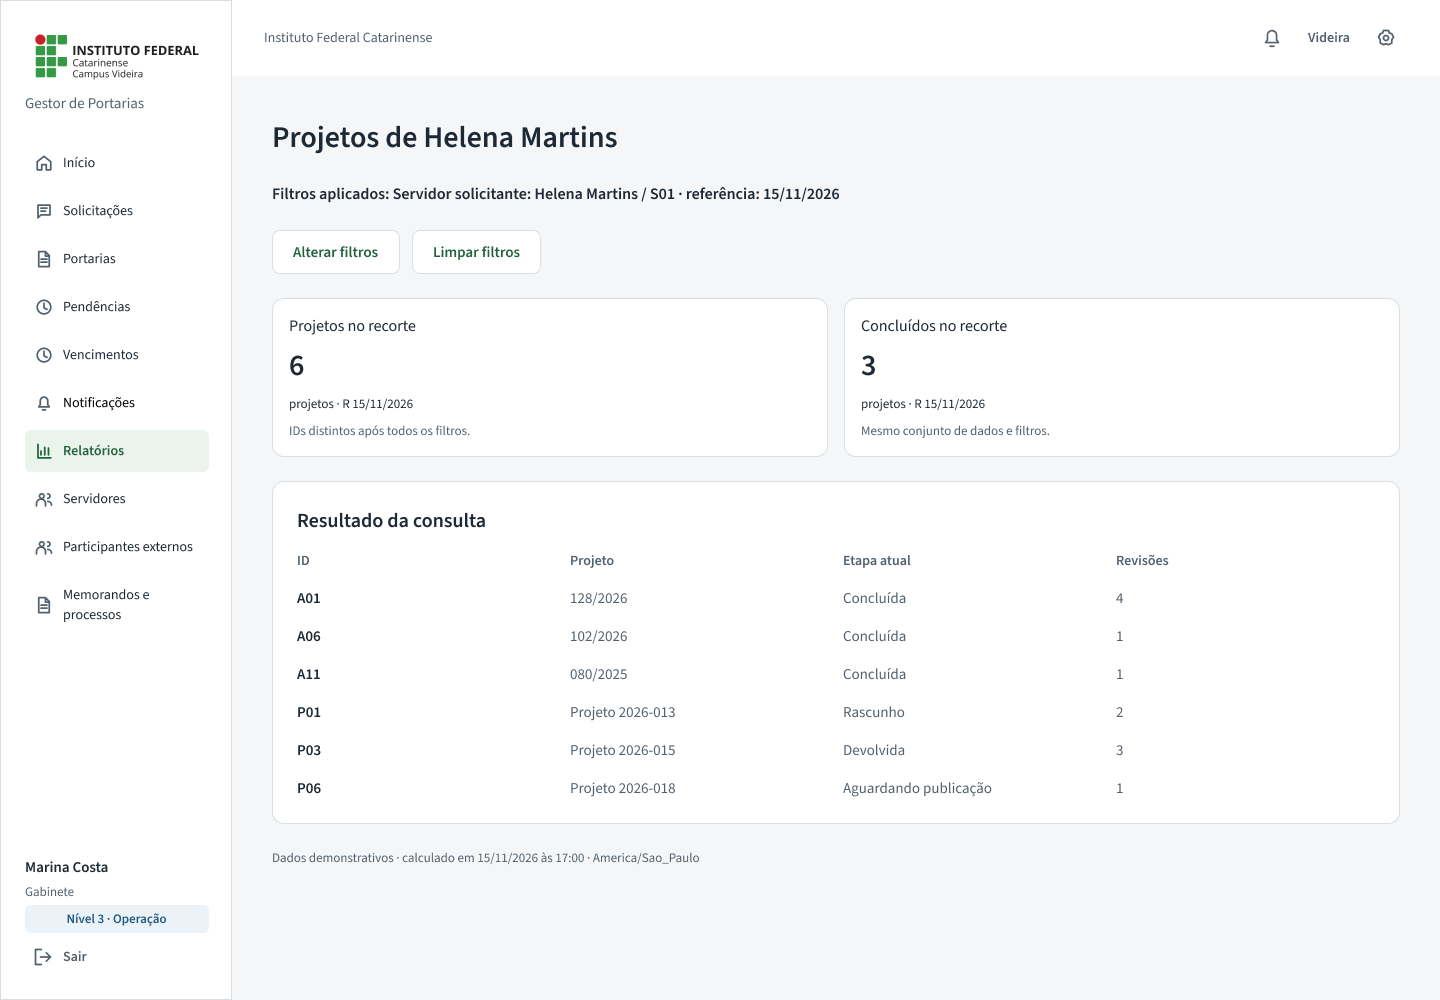 INSTITUTO FEDERAL
Catarinense
Campus Videira
Gestor de Portarias
Início
Solicitações
Portarias
Pendências
Vencimentos
Notificações
Relatórios
Servidores
Participantes externos
Memorandos e
processos
Marina Costa
Gabinete
Nível 3 · Operação
Sair
Instituto Federal Catarinense
Videira
Projetos de Helena Martins
Filtros aplicados: Servidor solicitante: Helena Martins / S01 · referência: 15/11/2026
Alterar filtros
Limpar filtros
Projetos no recorte
6
projetos · R 15/11/2026
IDs distintos após todos os filtros.
Concluídos no recorte
3
projetos · R 15/11/2026
Mesmo conjunto de dados e filtros.
Resultado da consulta
ID Projeto Etapa atual Revisões
A01 128/2026 Concluída 4
A06 102/2026 Concluída 1
A11 080/2025 Concluída 1
P01 Projeto 2026-013 Rascunho 2
P03 Projeto 2026-015 Devolvida 3
P06 Projeto 2026-018 Aguardando publicação 1
Dados demonstrativos · calculado em 15/11/2026 às 17:00 · America/Sao_Paulo